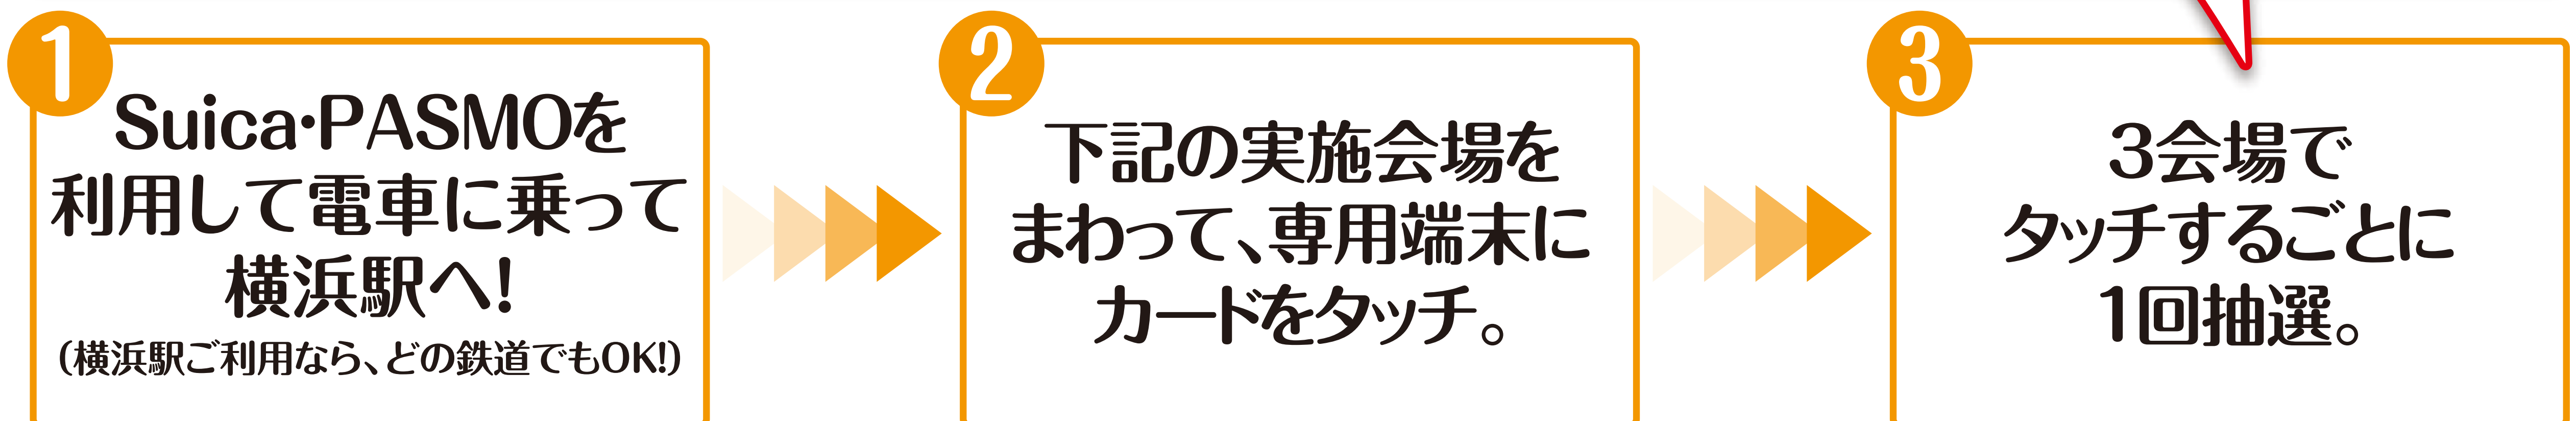 1
Suica・PASMOを
利用して電車に乗って
横浜駅へ!
(横浜駅ご利用なら、どの鉄道でもOK!)
2
下記の実施会場を
まわって、専用端末に
カードをタッチ。
3
3会場で
タッチするごとに
1回抽選。